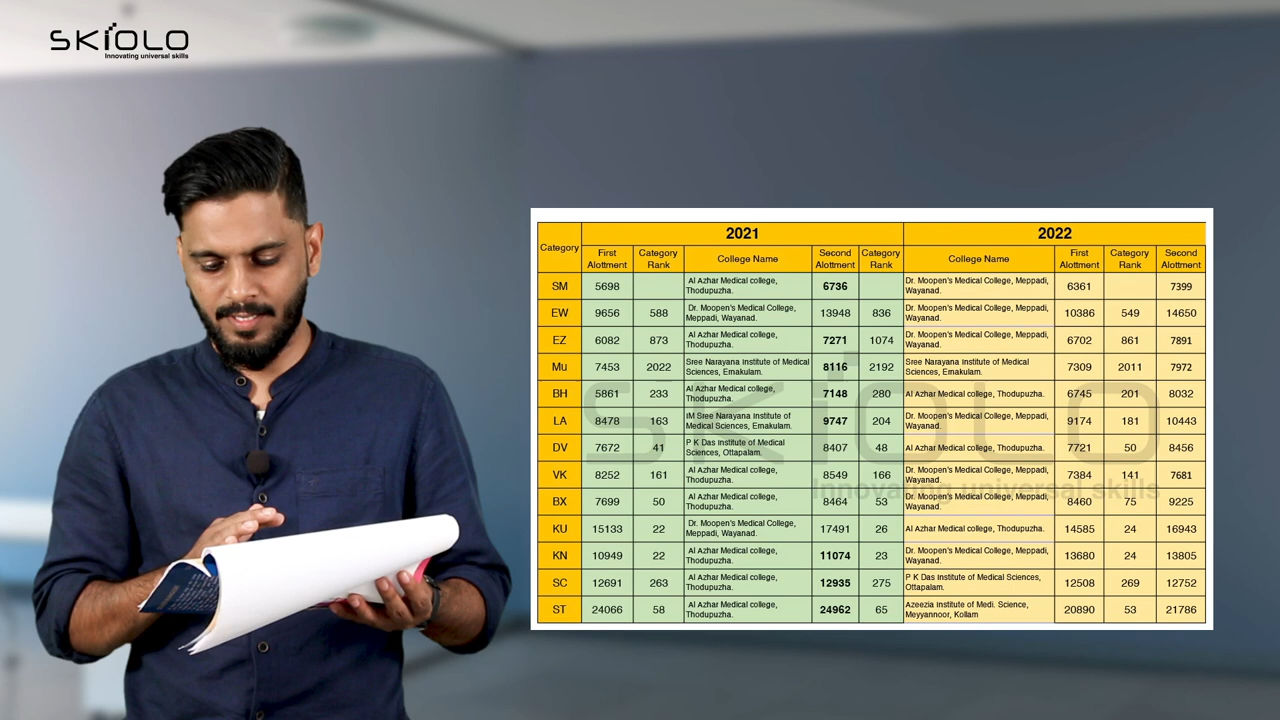 SKIOLO
Innovating universal skills
2021 2022
Category First Alottment Category Rank College Name Second Alottment Category Rank College Name First Alottment Category Rank Second Alottment
SM 5698 Al Azhar Medical college, Thodupuzha. 6736 Dr. Moopen's Medical College, Meppadi, Wayanad. 6361 7399
EW 9656 588 Dr. Moopen's Medical College, Meppadi, Wayanad. 13948 836 Dr. Moopen's Medical College, Meppadi, Wayanad. 10386 549 14650
EZ 6082 873 Al Azhar Medical college, Thodupuzha. 7271 1074 Dr. Moopen's Medical College, Meppadi, Wayanad. 6702 861 7891
Mu 7453 2022 Sree Narayana Institute of Medical Sciences, Ernakulam. 8116 2192 Sree Narayana Institute of Medical Sciences, Ernakulam. 7309 2011 7972
BH 5861 233 Al Azhar Medical college, Thodupuzha. 7148 280 Al Azhar Medical college, Thodupuzha. 6745 201 8032
LA 8478 163 IM Sree Narayana Institute of Medical Sciences, Ernakulam. 9747 204 Dr. Moopen's Medical College, Meppadi, Wayanad. 9174 181 10443
DV 7672 41 P K Das Institute of Medical Sciences, Ottapalam. 8407 48 Al Azhar Medical college, Thodupuzha. 7721 50 8456
VK 8252 161 Al Azhar Medical college, Thodupuzha. 8549 166 Dr. Moopen's Medical College, Meppadi, Wayanad. 7384 141 7681
BX 7699 50 Al Azhar Medical college, Thodupuzha. 8464 53 Dr. Moopen's Medical College, Meppadi, Wayanad. 8460 75 9225
KU 15133 22 Dr. Moopen's Medical College, Meppadi, Wayanad. 17491 26 Al Azhar Medical college, Thodupuzha. 14585 24 16943
KN 10949 22 Al Azhar Medical college, Thodupuzha. 11074 23 Dr. Moopen's Medical College, Meppadi, Wayanad. 13680 24 13805
SC 12691 263 Al Azhar Medical college, Thodupuzha. 12935 275 P K Das Institute of Medical Sciences, Ottapalam. 12508 269 12752
ST 24066 58 Al Azhar Medical college, Thodupuzha. 24962 65 Azeezia Institute of Medi. Science, Meyyannoor, Kollam 20890 53 21786
SKIOLO
Innovating universal skills